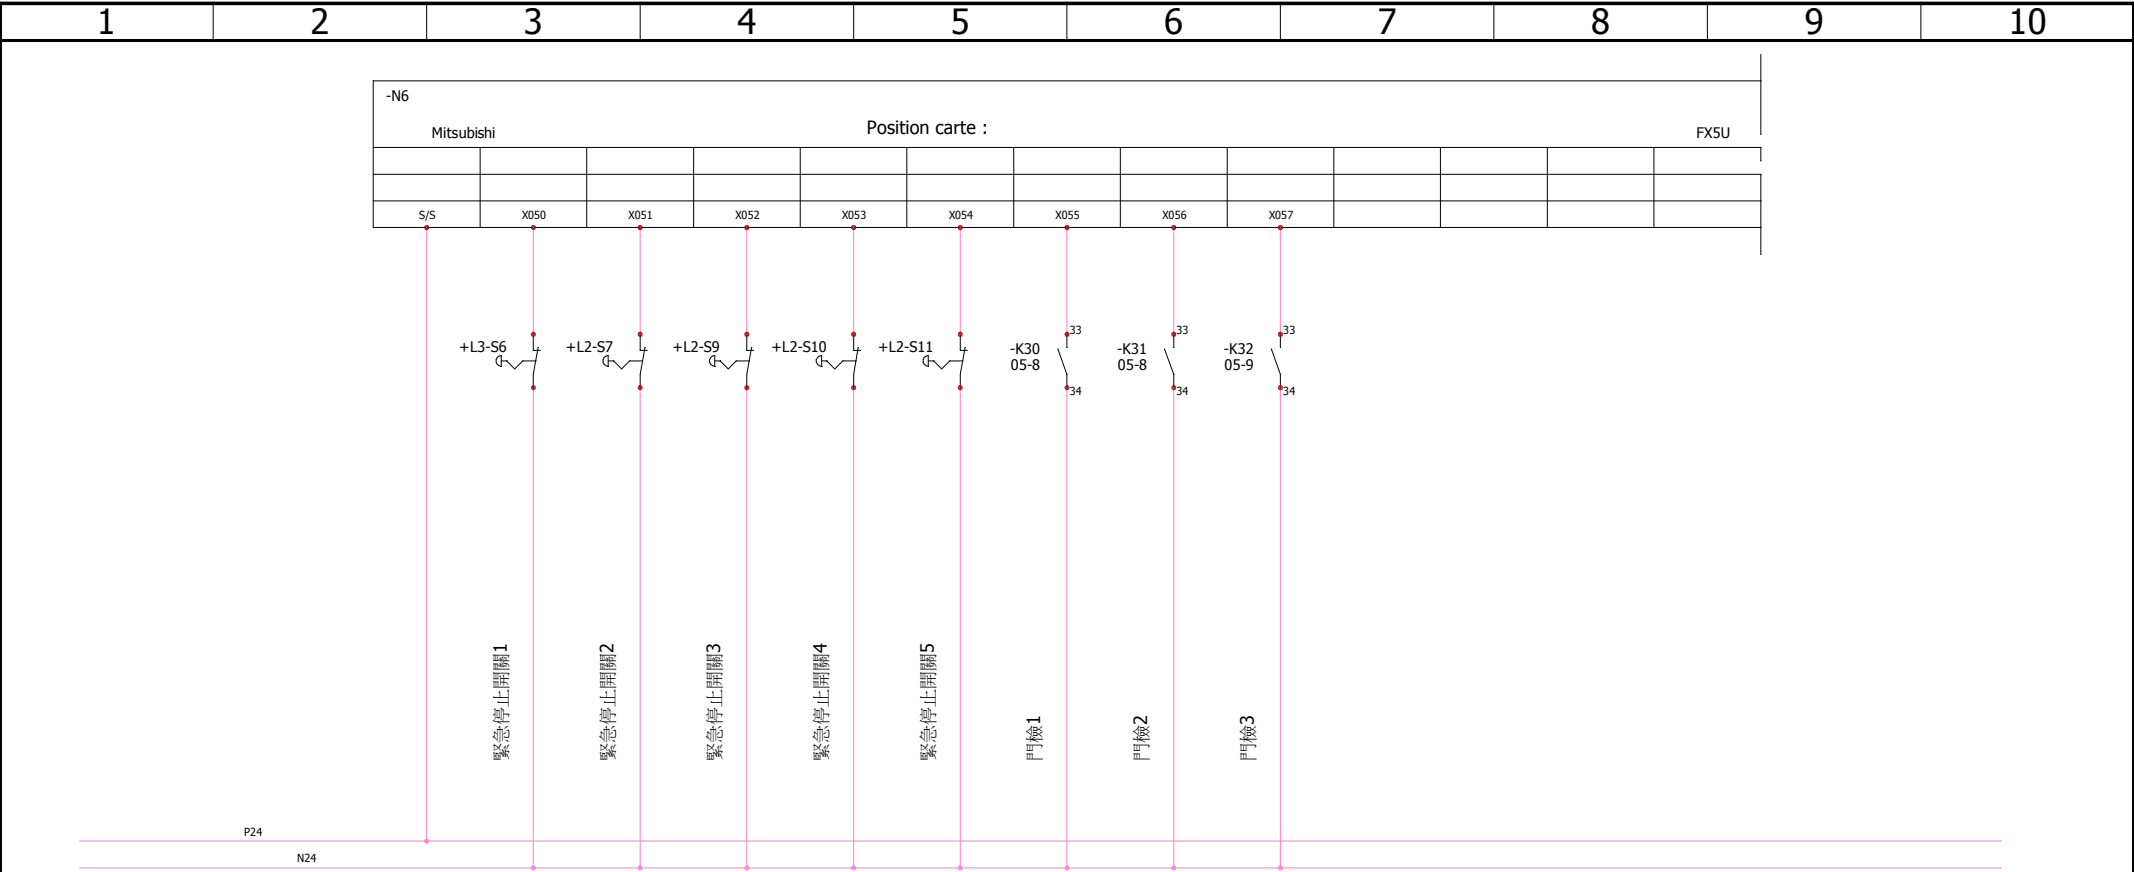 1 2 3 4 5 6 7 8 9 10
-N6
Mitsubishi Position carte : FX5U
S/S X050 X051 X052 X053 X054 X055 X056 X057
33 33 33
+L3-S6 +L2-S7 +L2-S9 +L2-S10 +L2-S11 -K30 -K31 -K32
05-8 05-8 05-9
34 34 34
緊急停止開關1
緊急停止開關2
緊急停止開關3
緊急停止開關4
緊急停止開關5
門檢1
門檢2
門檢3
P24
N24